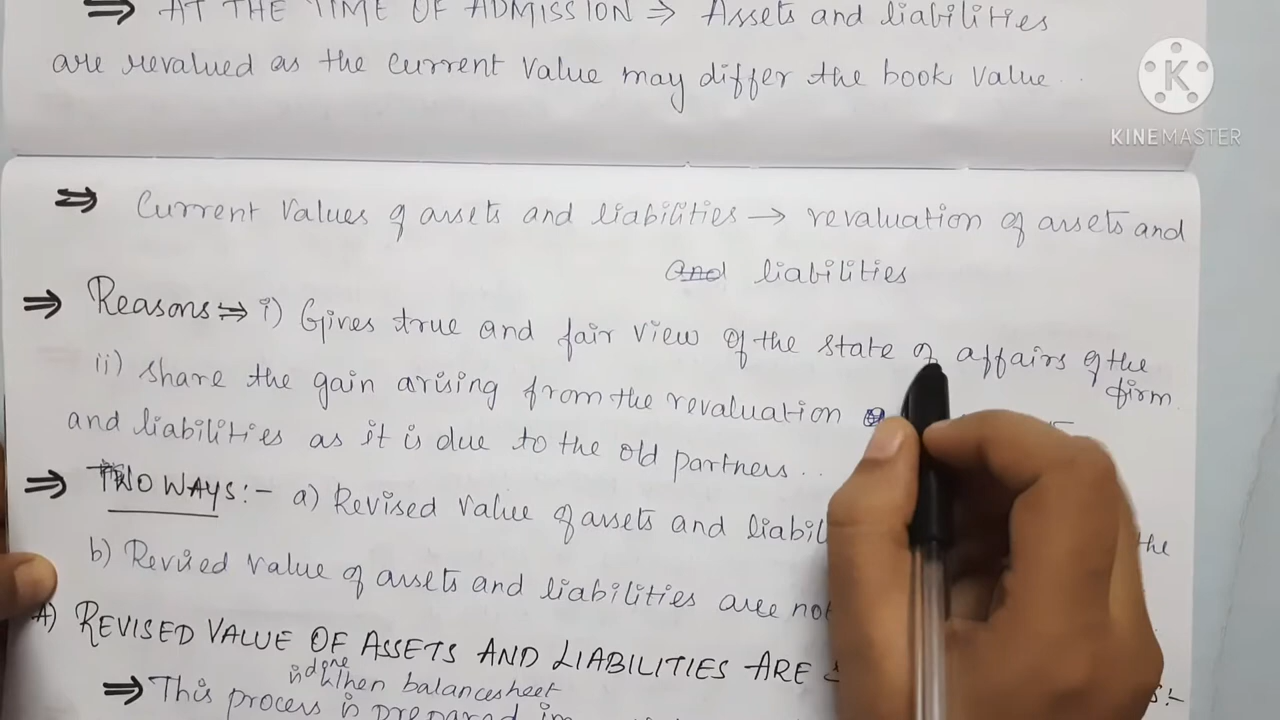 ⇒ AT THE TIME OF ADMISSION ⇒ Assets and liabilities
are revalued as the current value may differ the book value..
K
KINEMASTER
⇒ Current values of assets and liabilities → revaluation of assets and
and liabilities
⇒ Reasons ⇒ i) Gives true and fair view of the state of affairs of the
firm
ii) share the gain arising from the revaluation
and liabilities as it is due to the old partners..
⇒ TWO WAYS:- a) Revised value of assets and liabil the
b) Revised value of assets and liabilities are not
A) REVISED VALUE OF ASSETS AND LIABILITIES ARE S:-
is done then balancesheet
⇒ This process is prepared in